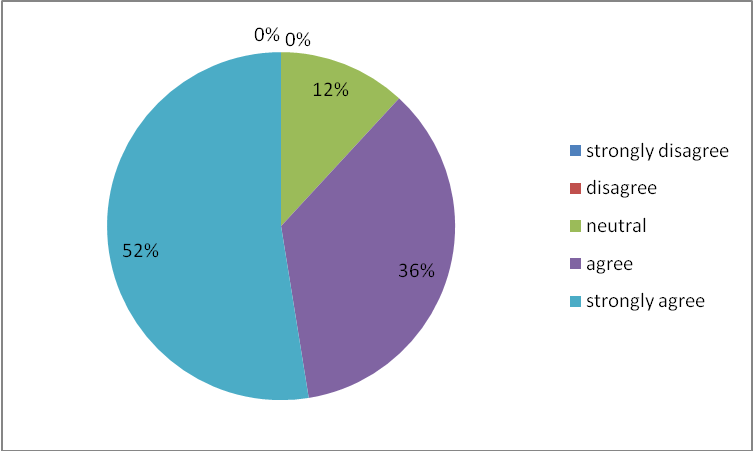 0% 0%
12%
52%
36%
strongly disagree
disagree
neutral
agree
strongly agree